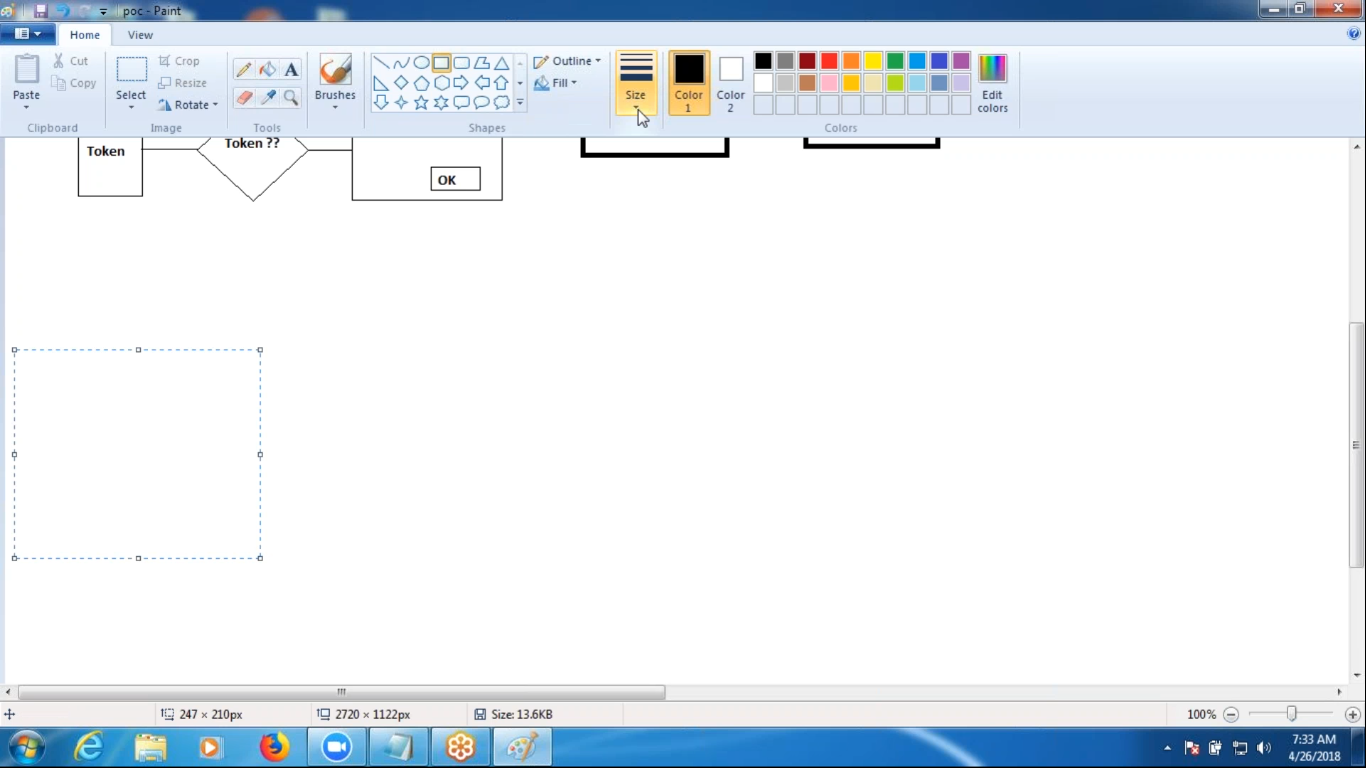 poc - Paint
Home
View
Paste
Cut
Copy
Clipboard
Select
Crop
Resize
Rotate
Image
A
Tools
Brushes
Outline
Fill
Shapes
Size
Color
1
Color
2
Edit
colors
Colors
Token
Token ??
OK
247 × 210px
2720 × 1122px
Size: 13.6KB
100%
7:33 AM
4/26/2018